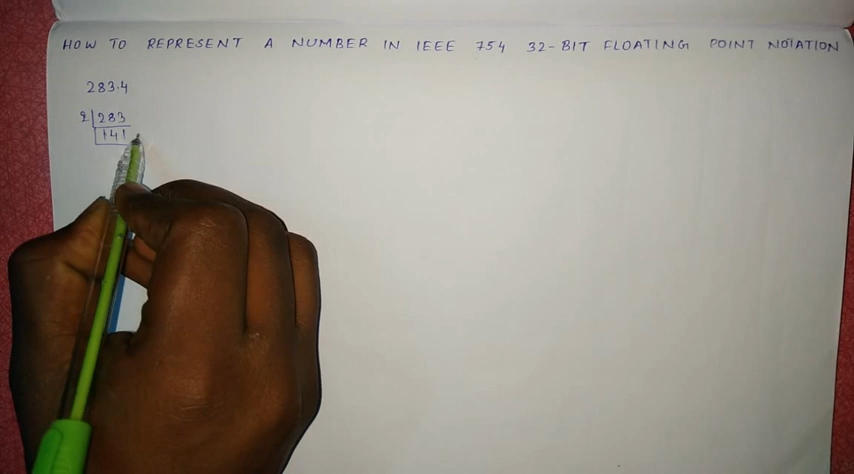 HOW TO REPRESENT A NUMBER IN IEEE 754 32-BIT FLOATING POINT NOTATION
283.4
2 283
141